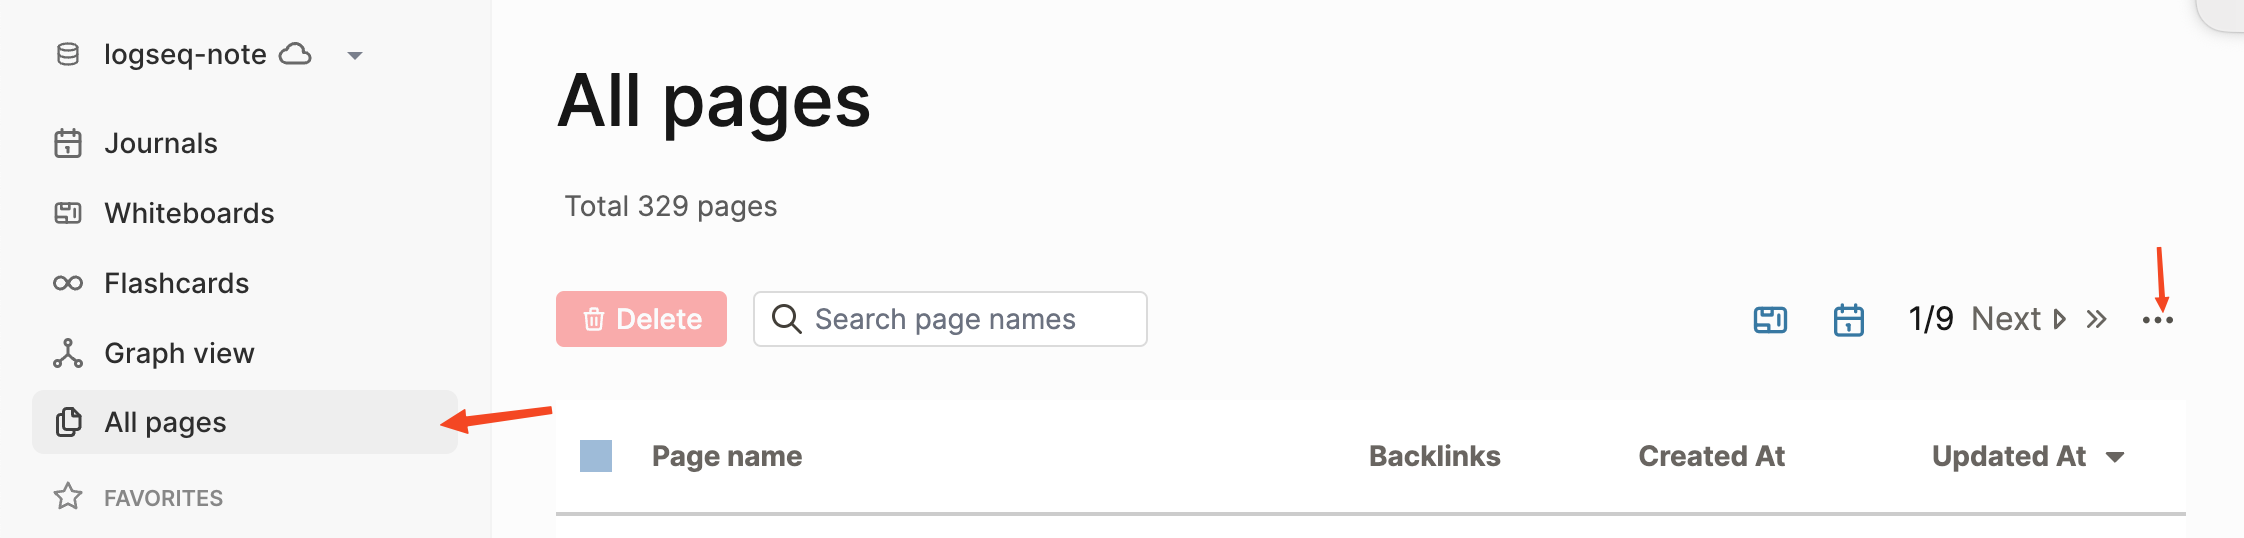 logseq-note
Journals
Whiteboards
Flashcards
Graph view
All pages
FAVORITES
All pages
Total 329 pages
Delete
Search page names
1/9 Next
Page name Backlinks Created At Updated At